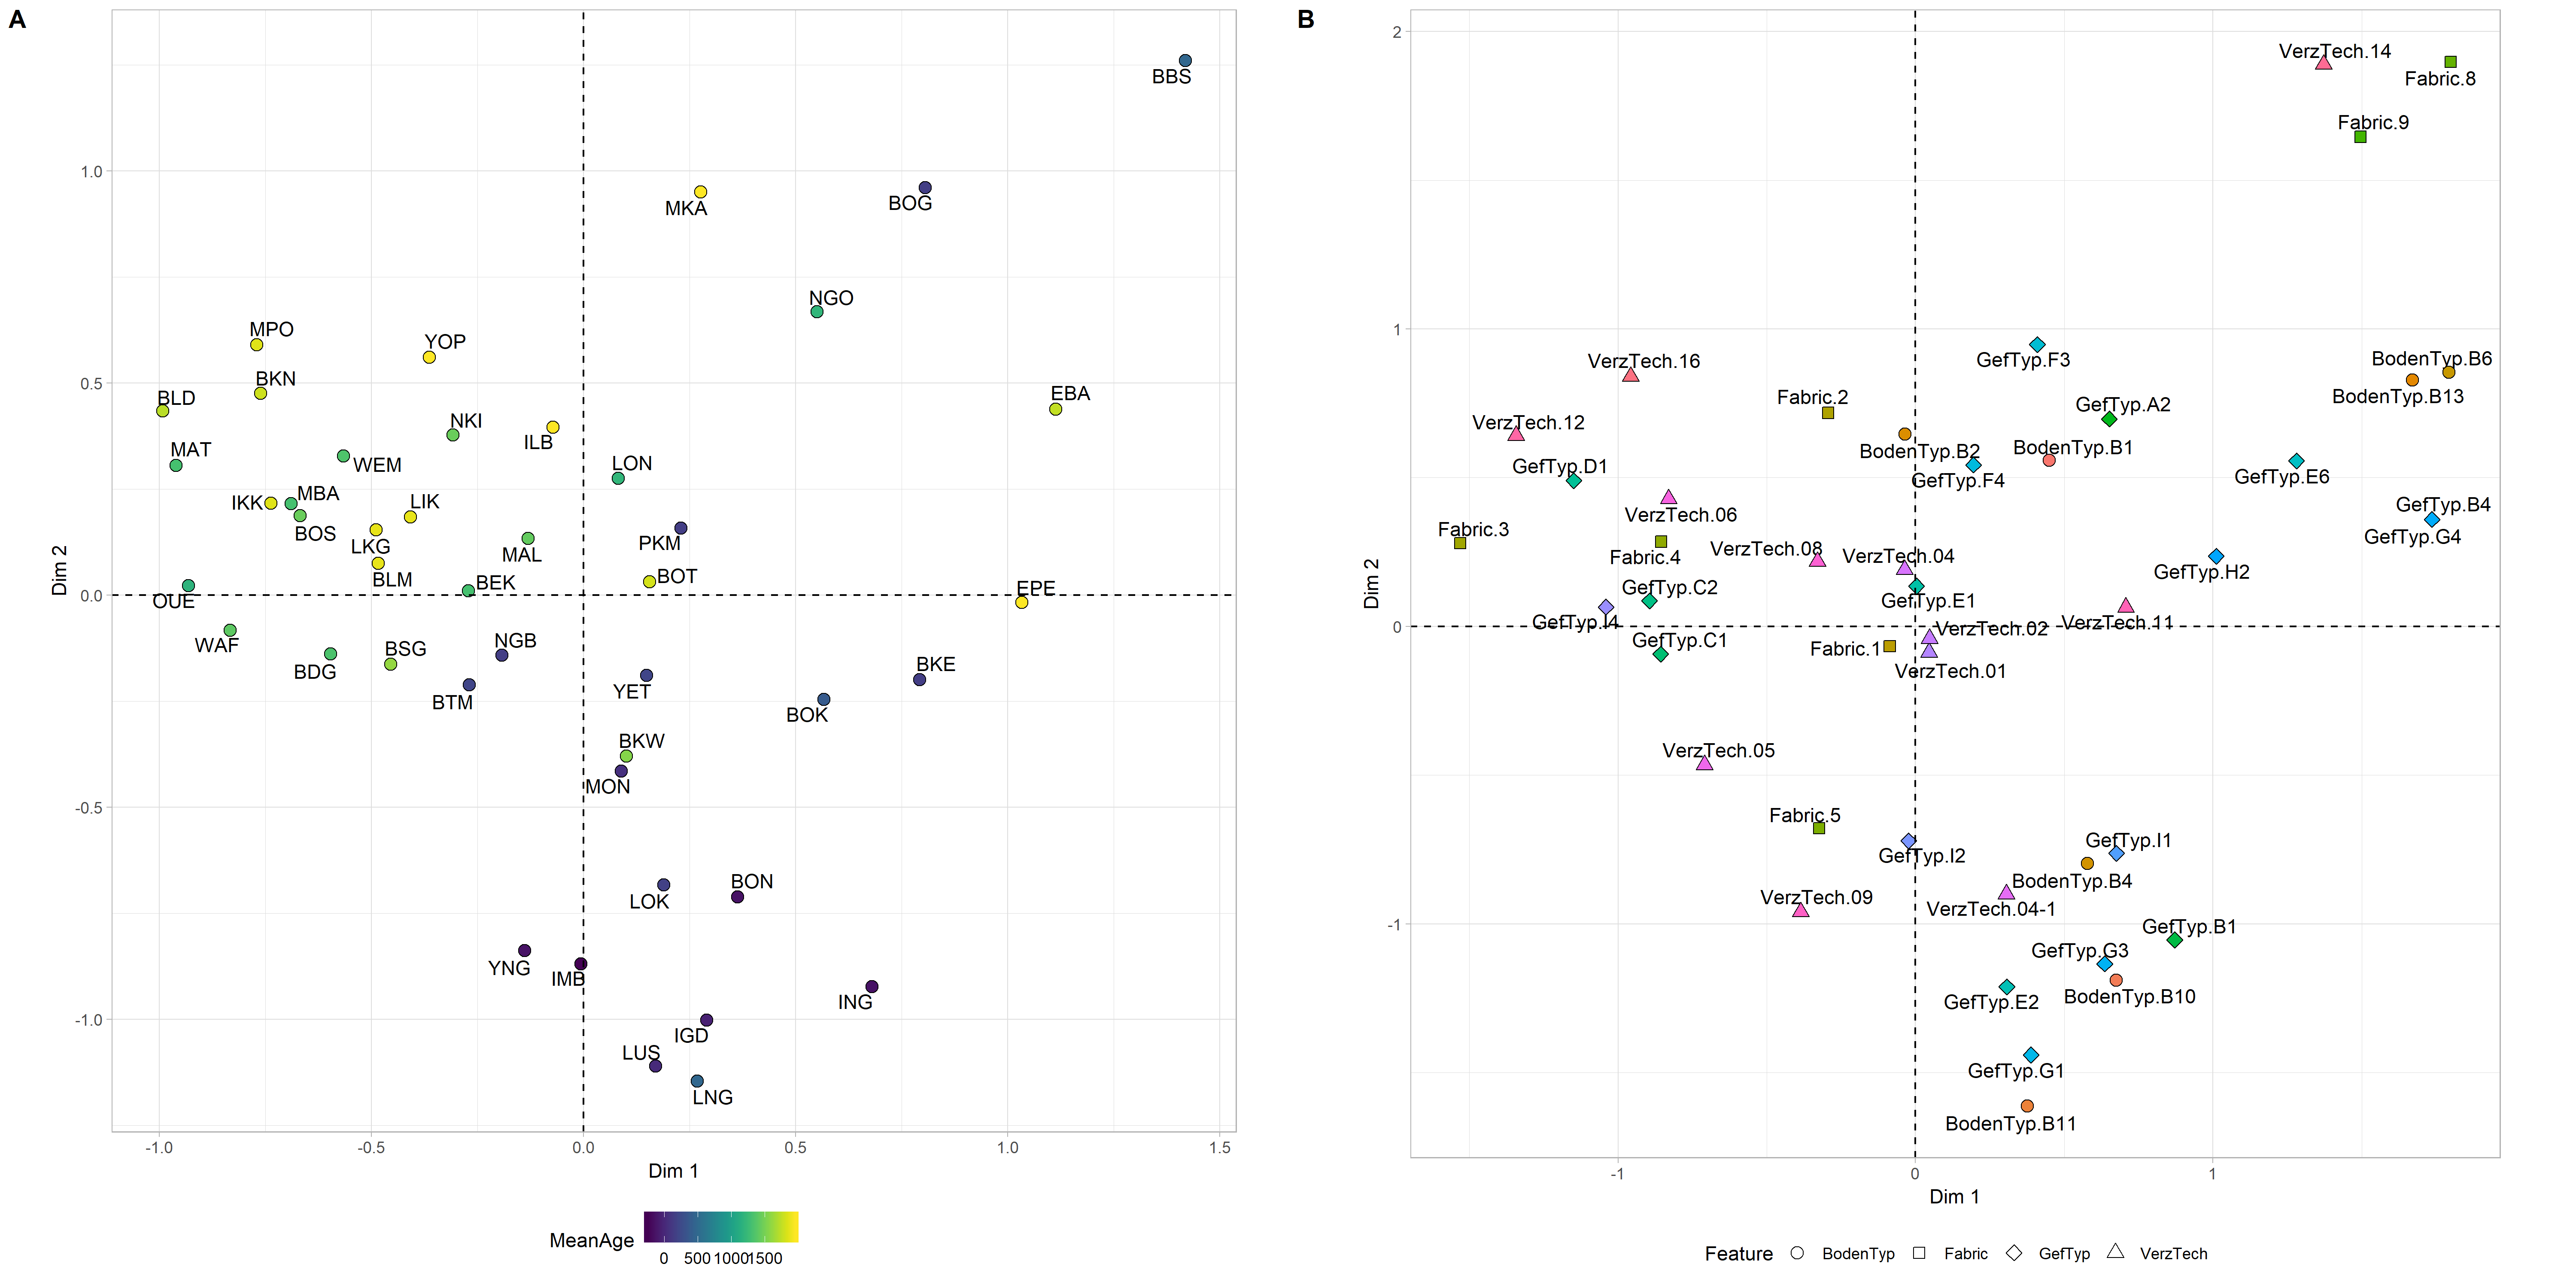 A
BBS
MKA
BOG
1.0
NGO
MPO
YOP
BKN
0.5
BLD
EBA
NKI
ILB
MAT
WEM
LON
IKK
MBA
LIK
BOS
LKG
MAL
PKM
BLM
BEK
BOT
EPE
0.0
OUE
WAF
NGB
BSG
BDG
BTM
YET
BKE
BOK
BKW
MON
-0.5
LOK
BON
YNG
IMB
ING
-1.0
IGD
LUS
LNG
Dim 2
-1.0 -0.5 0.0 0.5 1.0 1.5
Dim 1
MeanAge
0 500 1000 1500
B
2
VerzTech.14
Fabric.8
Fabric.9
1
VerzTech.16
GefTyp.F3
BodenTyp.B6
Fabric.2
BodenTyp.B13
GefTyp.A2
VerzTech.12
BodenTyp.B2
BodenTyp.B1
GefTyp.D1
GefTyp.F4
GefTyp.E6
VerzTech.06
GefTyp.B4
Fabric.3
GefTyp.G4
Fabric.4
VerzTech.08
VerzTech.04
GefTyp.H2
GefTyp.C2
GefTyp.E1
GefTyp.I4
VerzTech.11
0
VerzTech.02
GefTyp.C1
Fabric.1
VerzTech.01
VerzTech.05
Fabric.5
GefTyp.I2
GefTyp.I1
BodenTyp.B4
VerzTech.09
VerzTech.04-1
-1
GefTyp.B1
GefTyp.G3
GefTyp.E2
BodenTyp.B10
GefTyp.G1
BodenTyp.B11
Dim 2
-1 0 1
Dim 1
Feature BodenTyp Fabric GefTyp VerzTech